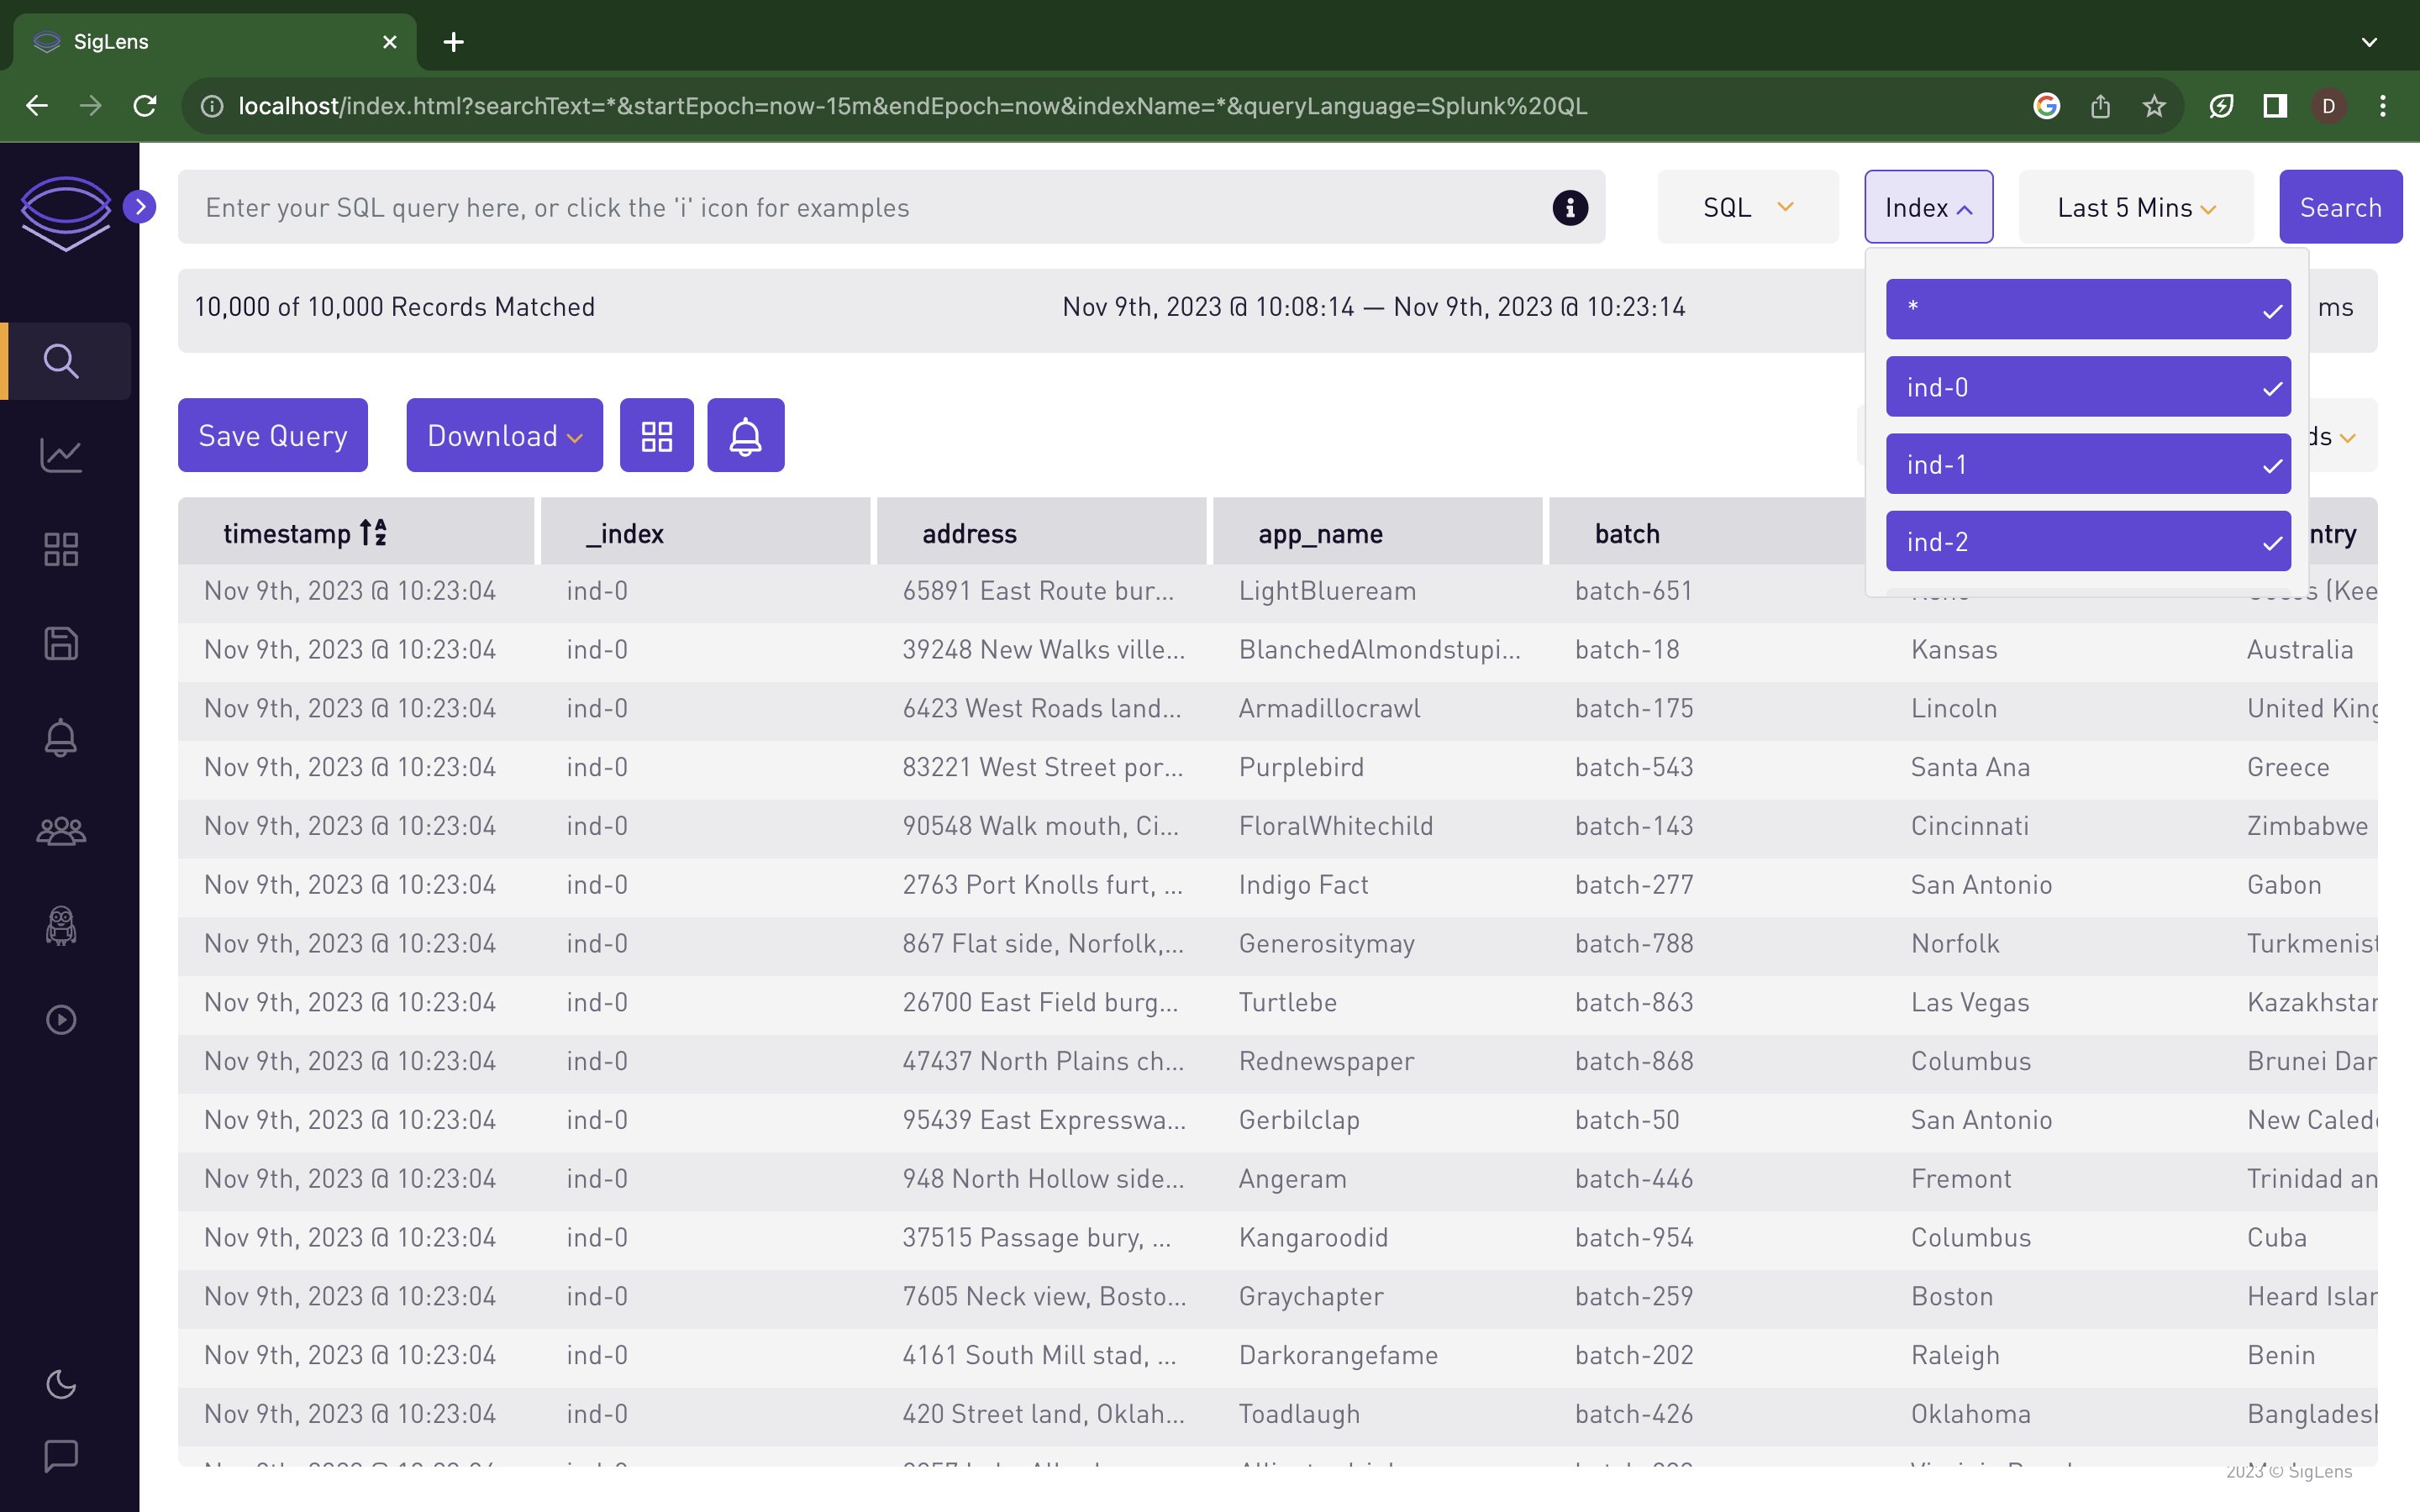 SigLens
localhost/index.html?searchText=*&startEpoch=now-15m&endEpoch=now&indexName=*&queryLanguage=Splunk%20QL
D
Enter your SQL query here, or click the 'i' icon for examples
SQL
Index
Last 5 Mins
Search
10,000 of 10,000 Records Matched
Nov 9th, 2023 @ 10:08:14 — Nov 9th, 2023 @ 10:23:14
ms
*
ind-0
ind-1
ind-2
Save Query
Download
ds
timestamp _index address app_name batch ntry
Nov 9th, 2023 @ 10:23:04 ind-0 65891 East Route bur... LightBlueream batch-651 s (Kee
Nov 9th, 2023 @ 10:23:04 ind-0 39248 New Walks ville... BlanchedAlmondstupi... batch-18 Kansas Australia
Nov 9th, 2023 @ 10:23:04 ind-0 6423 West Roads land... Armadillocrawl batch-175 Lincoln United King
Nov 9th, 2023 @ 10:23:04 ind-0 83221 West Street por... Purplebird batch-543 Santa Ana Greece
Nov 9th, 2023 @ 10:23:04 ind-0 90548 Walk mouth, Ci... FloralWhitechild batch-143 Cincinnati Zimbabwe
Nov 9th, 2023 @ 10:23:04 ind-0 2763 Port Knolls furt, ... Indigo Fact batch-277 San Antonio Gabon
Nov 9th, 2023 @ 10:23:04 ind-0 867 Flat side, Norfolk,... Generositymay batch-788 Norfolk Turkmenist
Nov 9th, 2023 @ 10:23:04 ind-0 26700 East Field burg... Turtlebe batch-863 Las Vegas Kazakhstan
Nov 9th, 2023 @ 10:23:04 ind-0 47437 North Plains ch... Rednewspaper batch-868 Columbus Brunei Dar
Nov 9th, 2023 @ 10:23:04 ind-0 95439 East Expresswa... Gerbilclap batch-50 San Antonio New Caled
Nov 9th, 2023 @ 10:23:04 ind-0 948 North Hollow side... Angeram batch-446 Fremont Trinidad an
Nov 9th, 2023 @ 10:23:04 ind-0 37515 Passage bury, ... Kangaroodid batch-954 Columbus Cuba
Nov 9th, 2023 @ 10:23:04 ind-0 7605 Neck view, Bosto... Graychapter batch-259 Boston Heard Islan
Nov 9th, 2023 @ 10:23:04 ind-0 4161 South Mill stad, ... Darkorangefame batch-202 Raleigh Benin
Nov 9th, 2023 @ 10:23:04 ind-0 420 Street land, Oklah... Toadlaugh batch-426 Oklahoma Bangladesh
2023 © SigLens